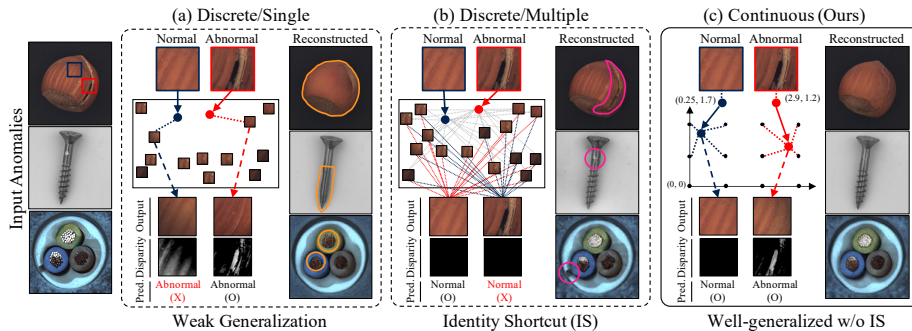 (a) Discrete/Single
Normal
Abnormal
Reconstructed
Input Anomalies
Output
Disparity
Pred.
Abnormal
(X)
Abnormal
(O)
Weak Generalization
(b) Discrete/Multiple
Normal
Abnormal
Reconstructed
Output
Disparity
Pred.
Normal
(O)
Normal
(X)
Identity Shortcut (IS)
(c) Continuous (Ours)
Normal
Abnormal
Reconstructed
(0.25, 1.7)
(2.9, 1.2)
(0, 0)
Output
Disparity
Pred.
Normal
(O)
Abnormal
(O)
Well-generalized w/o IS